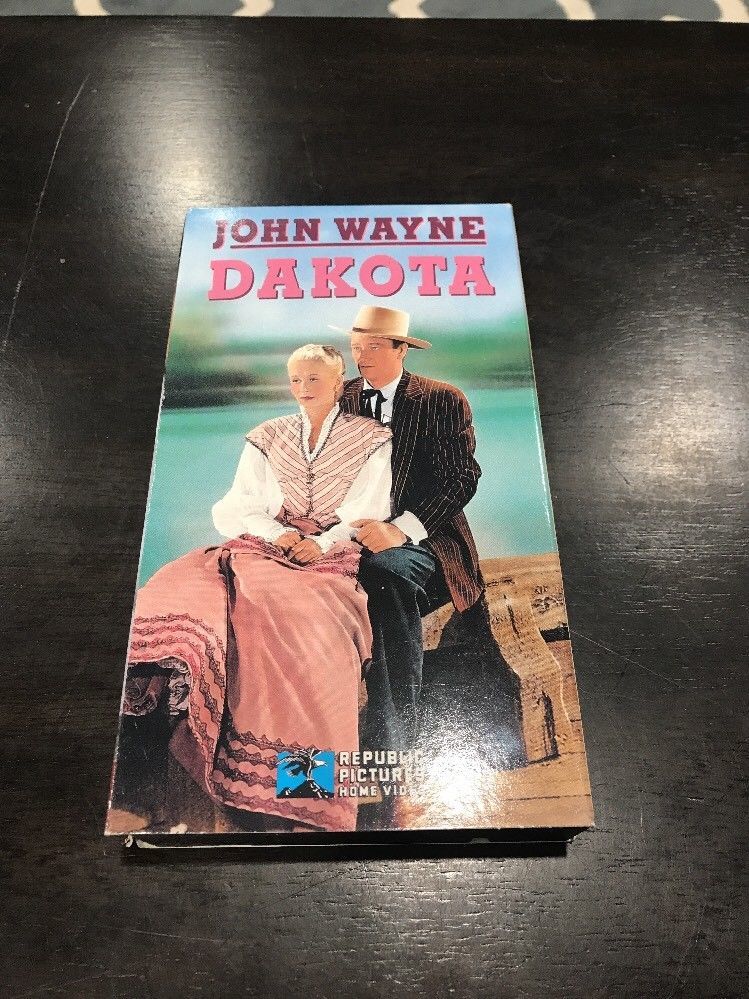 JOHN WAYNE
DAKOTA
REPUBLIC
PICTURES
HOME VIDEO